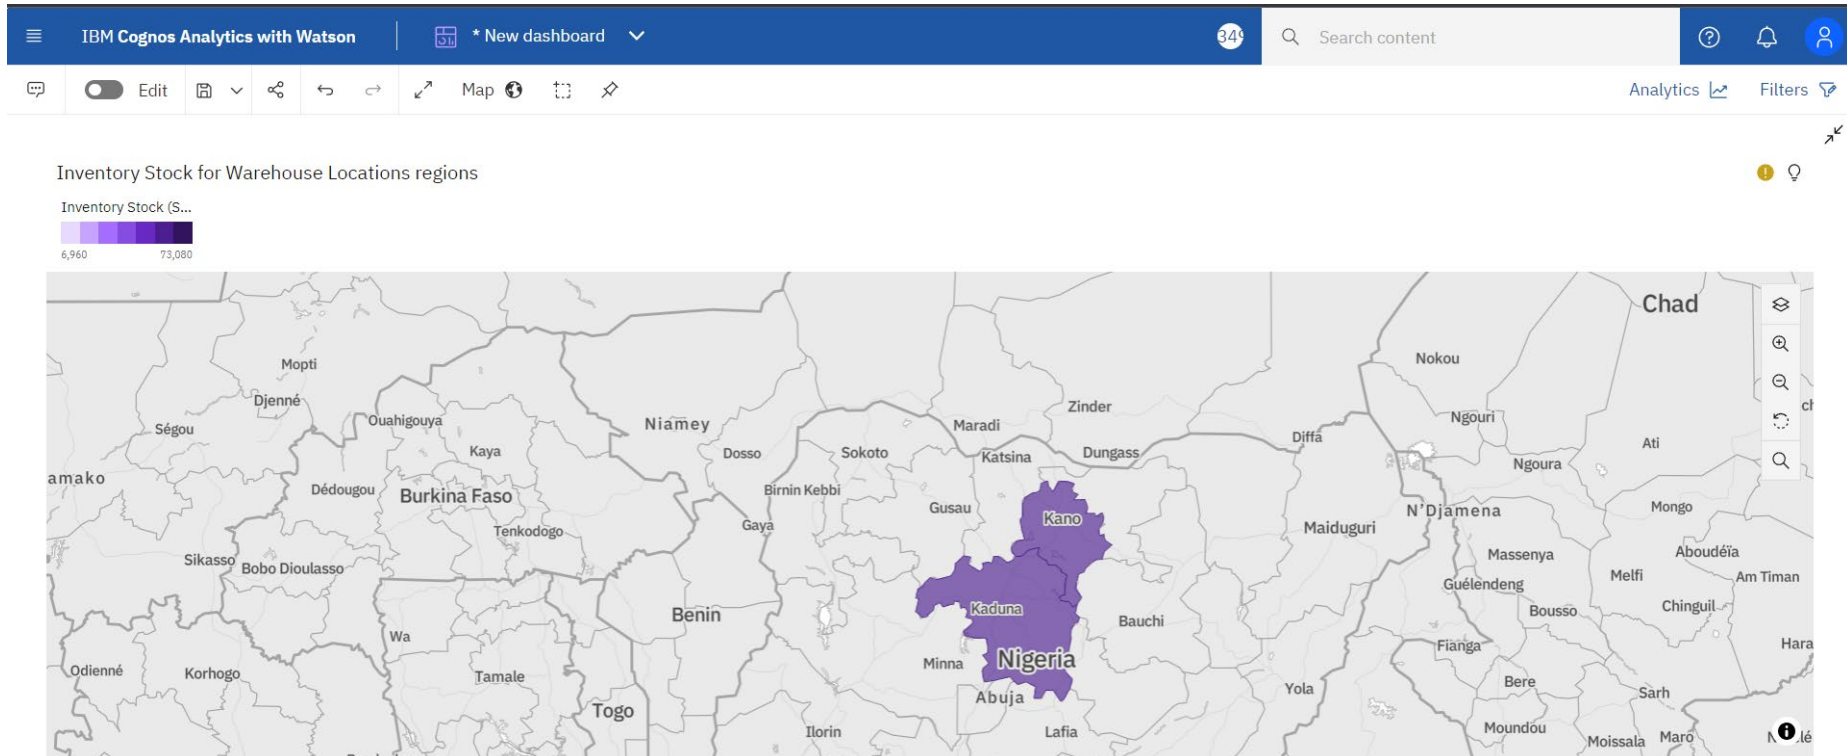 IBM Cognos Analytics with Watson
* New dashboard
Search content
Edit
Map
Analytics
Filters
Inventory Stock for Warehouse Locations regions
Inventory Stock (S...
6,960
73,080
Chad
Mopti
Nokou
Djenné
Zinder
Ouahigouya
Niamey
Maradi
Ngouri
Ségou
Diffa
Ati
Kaya
Dosso
Sokoto
Katsina
Dungass
Ngoura
amako
Dédougou
Burkina Faso
Birnin Kebbi
Gusau
Kano
N'Djamena
Mongo
Tenkodogo
Gaya
Maiduguri
Sikasso
Bobo Dioulasso
Massenya
Aboudéïa
Guélendeng
Melfi
Am Timan
Benin
Kaduna
Bauchi
Bousso
Chinguil
Wa
Fianga
Hara
Odienné
Korhogo
Tamale
Minna
Nigeria
Yola
Bere
Sarh
Abuja
Togo
Ilorin
Lafia
Moundou
Moissala
Maro